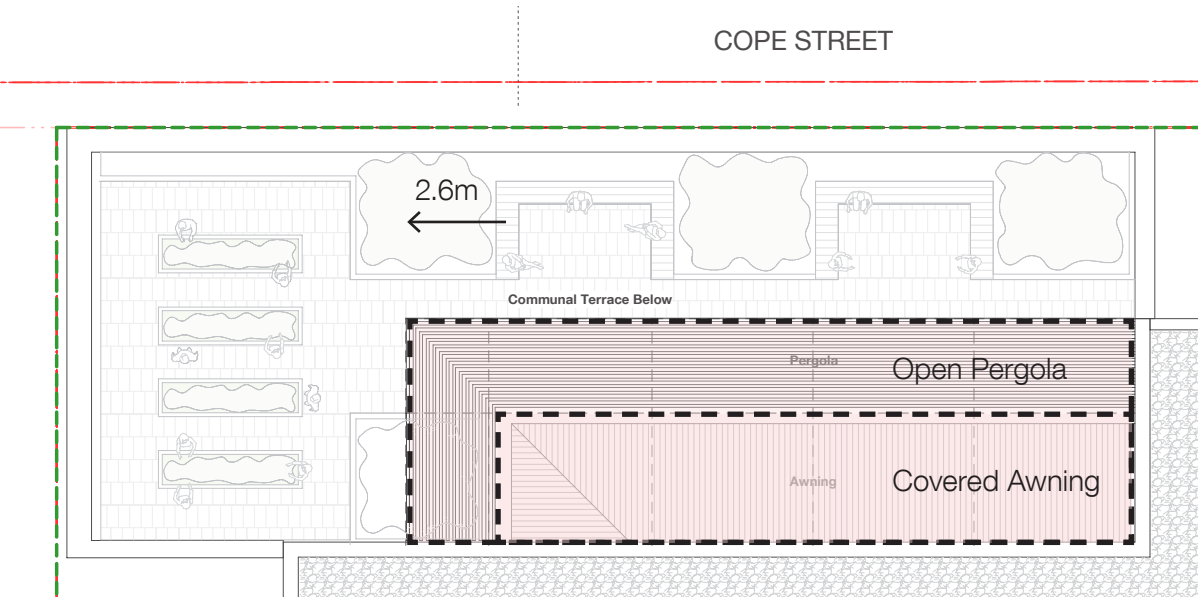 COPE STREET
2.6m
Communal Terrace Below
Pergola
Open Pergola
Awning
Covered Awning